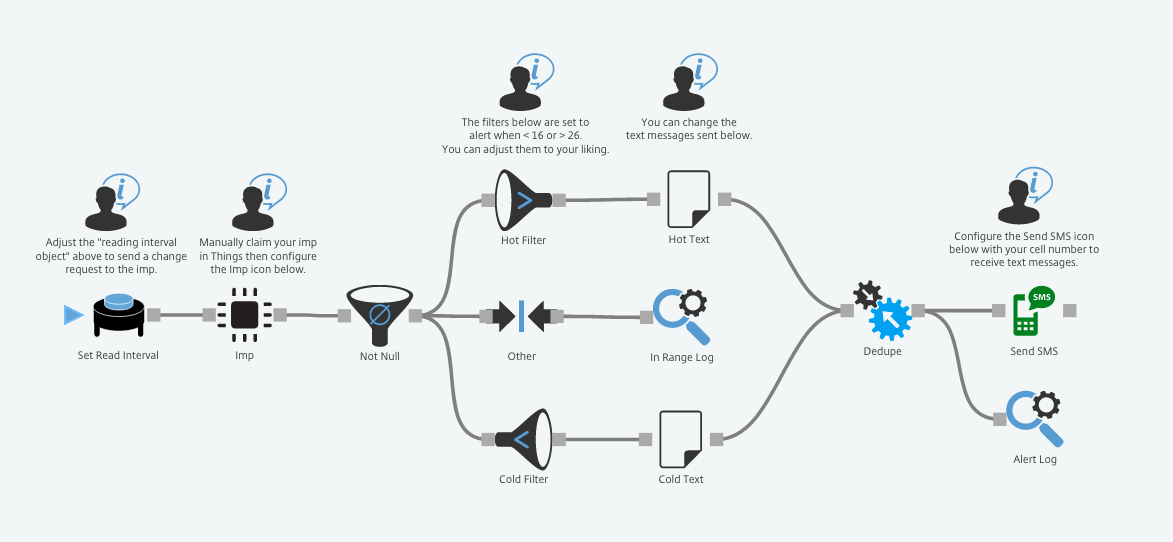 The filters below are set to
alert when < 16 or > 26.
You can adjust them to your liking.
You can change the
text messages sent below.
Adjust the "reading interval
object" above to send a change
request to the imp.
Manually claim your imp
in Things then configure
the Imp icon below.
Configure the Send SMS icon
below with your cell number to
receive text messages.
Hot Filter
Hot Text
SMS
Set Read Interval
Imp
Not Null
Other
In Range Log
Dedupe
Send SMS
Cold Filter
Cold Text
Alert Log